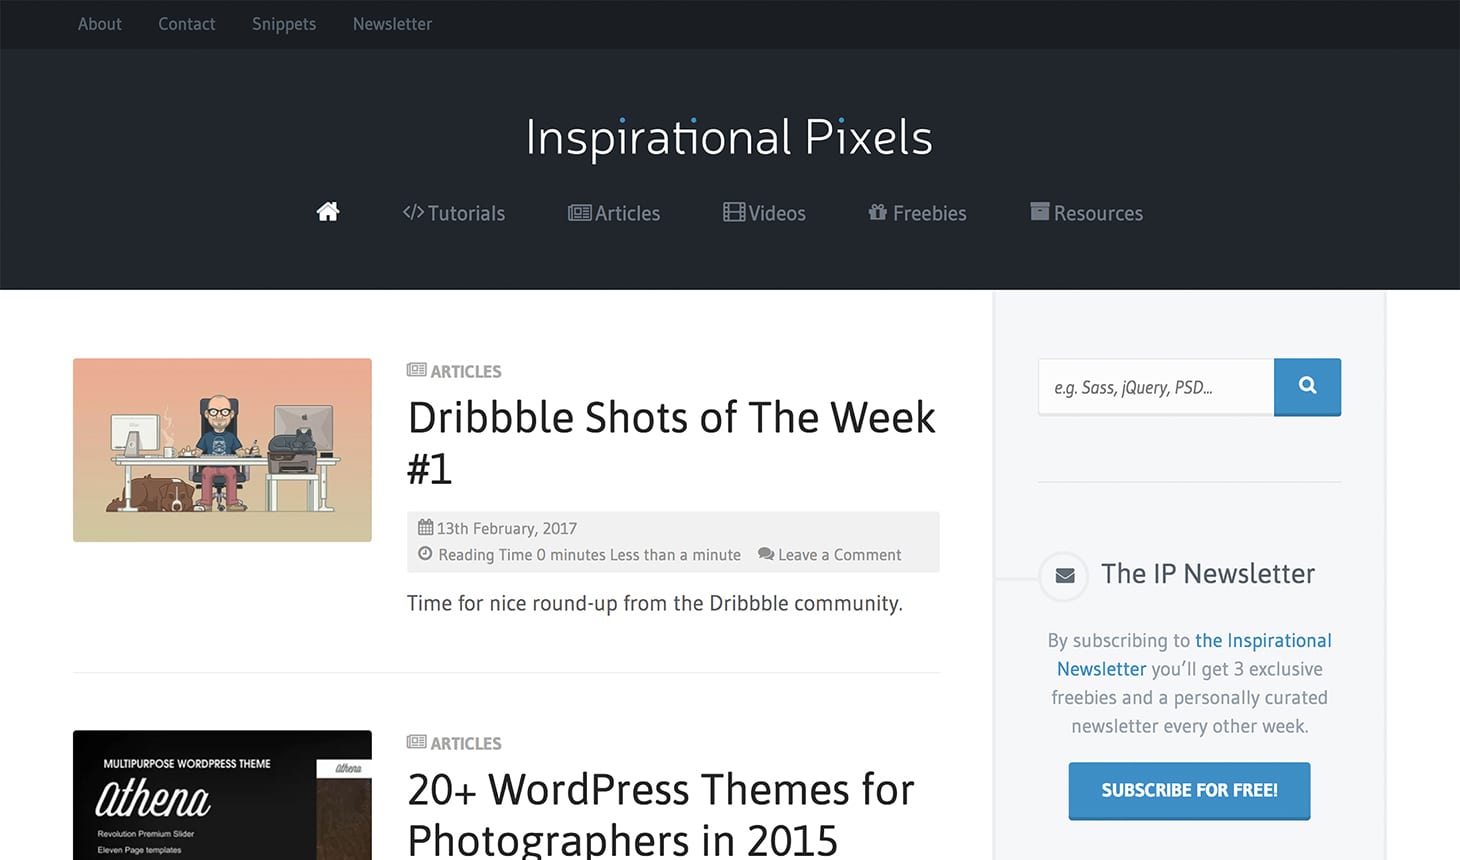 About Contact Snippets Newsletter
Inspirational Pixels
Tutorials Articles Videos Freebies Resources
ARTICLES
Dribbble Shots of The Week
#1
13th February, 2017
Reading Time 0 minutes Less than a minute Leave a Comment
Time for nice round-up from the Dribbble community.
MULTIPURPOSE WORDPRESS THEME
athena
athena
Revolution Premium Slider
Eleven Page templates
ARTICLES
20+ WordPress Themes for
Photographers in 2015
e.g. Sass, jQuery, PSD...
The IP Newsletter
By subscribing to the Inspirational
Newsletter you’ll get 3 exclusive
freebies and a personally curated
newsletter every other week.
SUBSCRIBE FOR FREE!